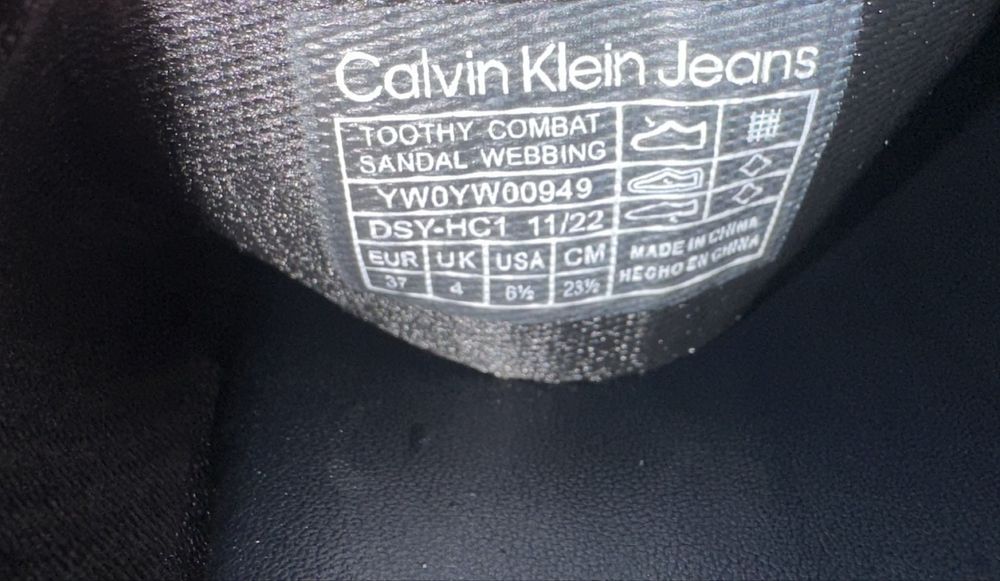 Calvin Klein Jeans
TOOTHY COMBAT
SANDAL WEBBING
YW0YW00949
DSY-HC1 11/22
EUR UK USA CM
37 4 6½ 23½
MADE IN CHINA
HECHO EN CHINA